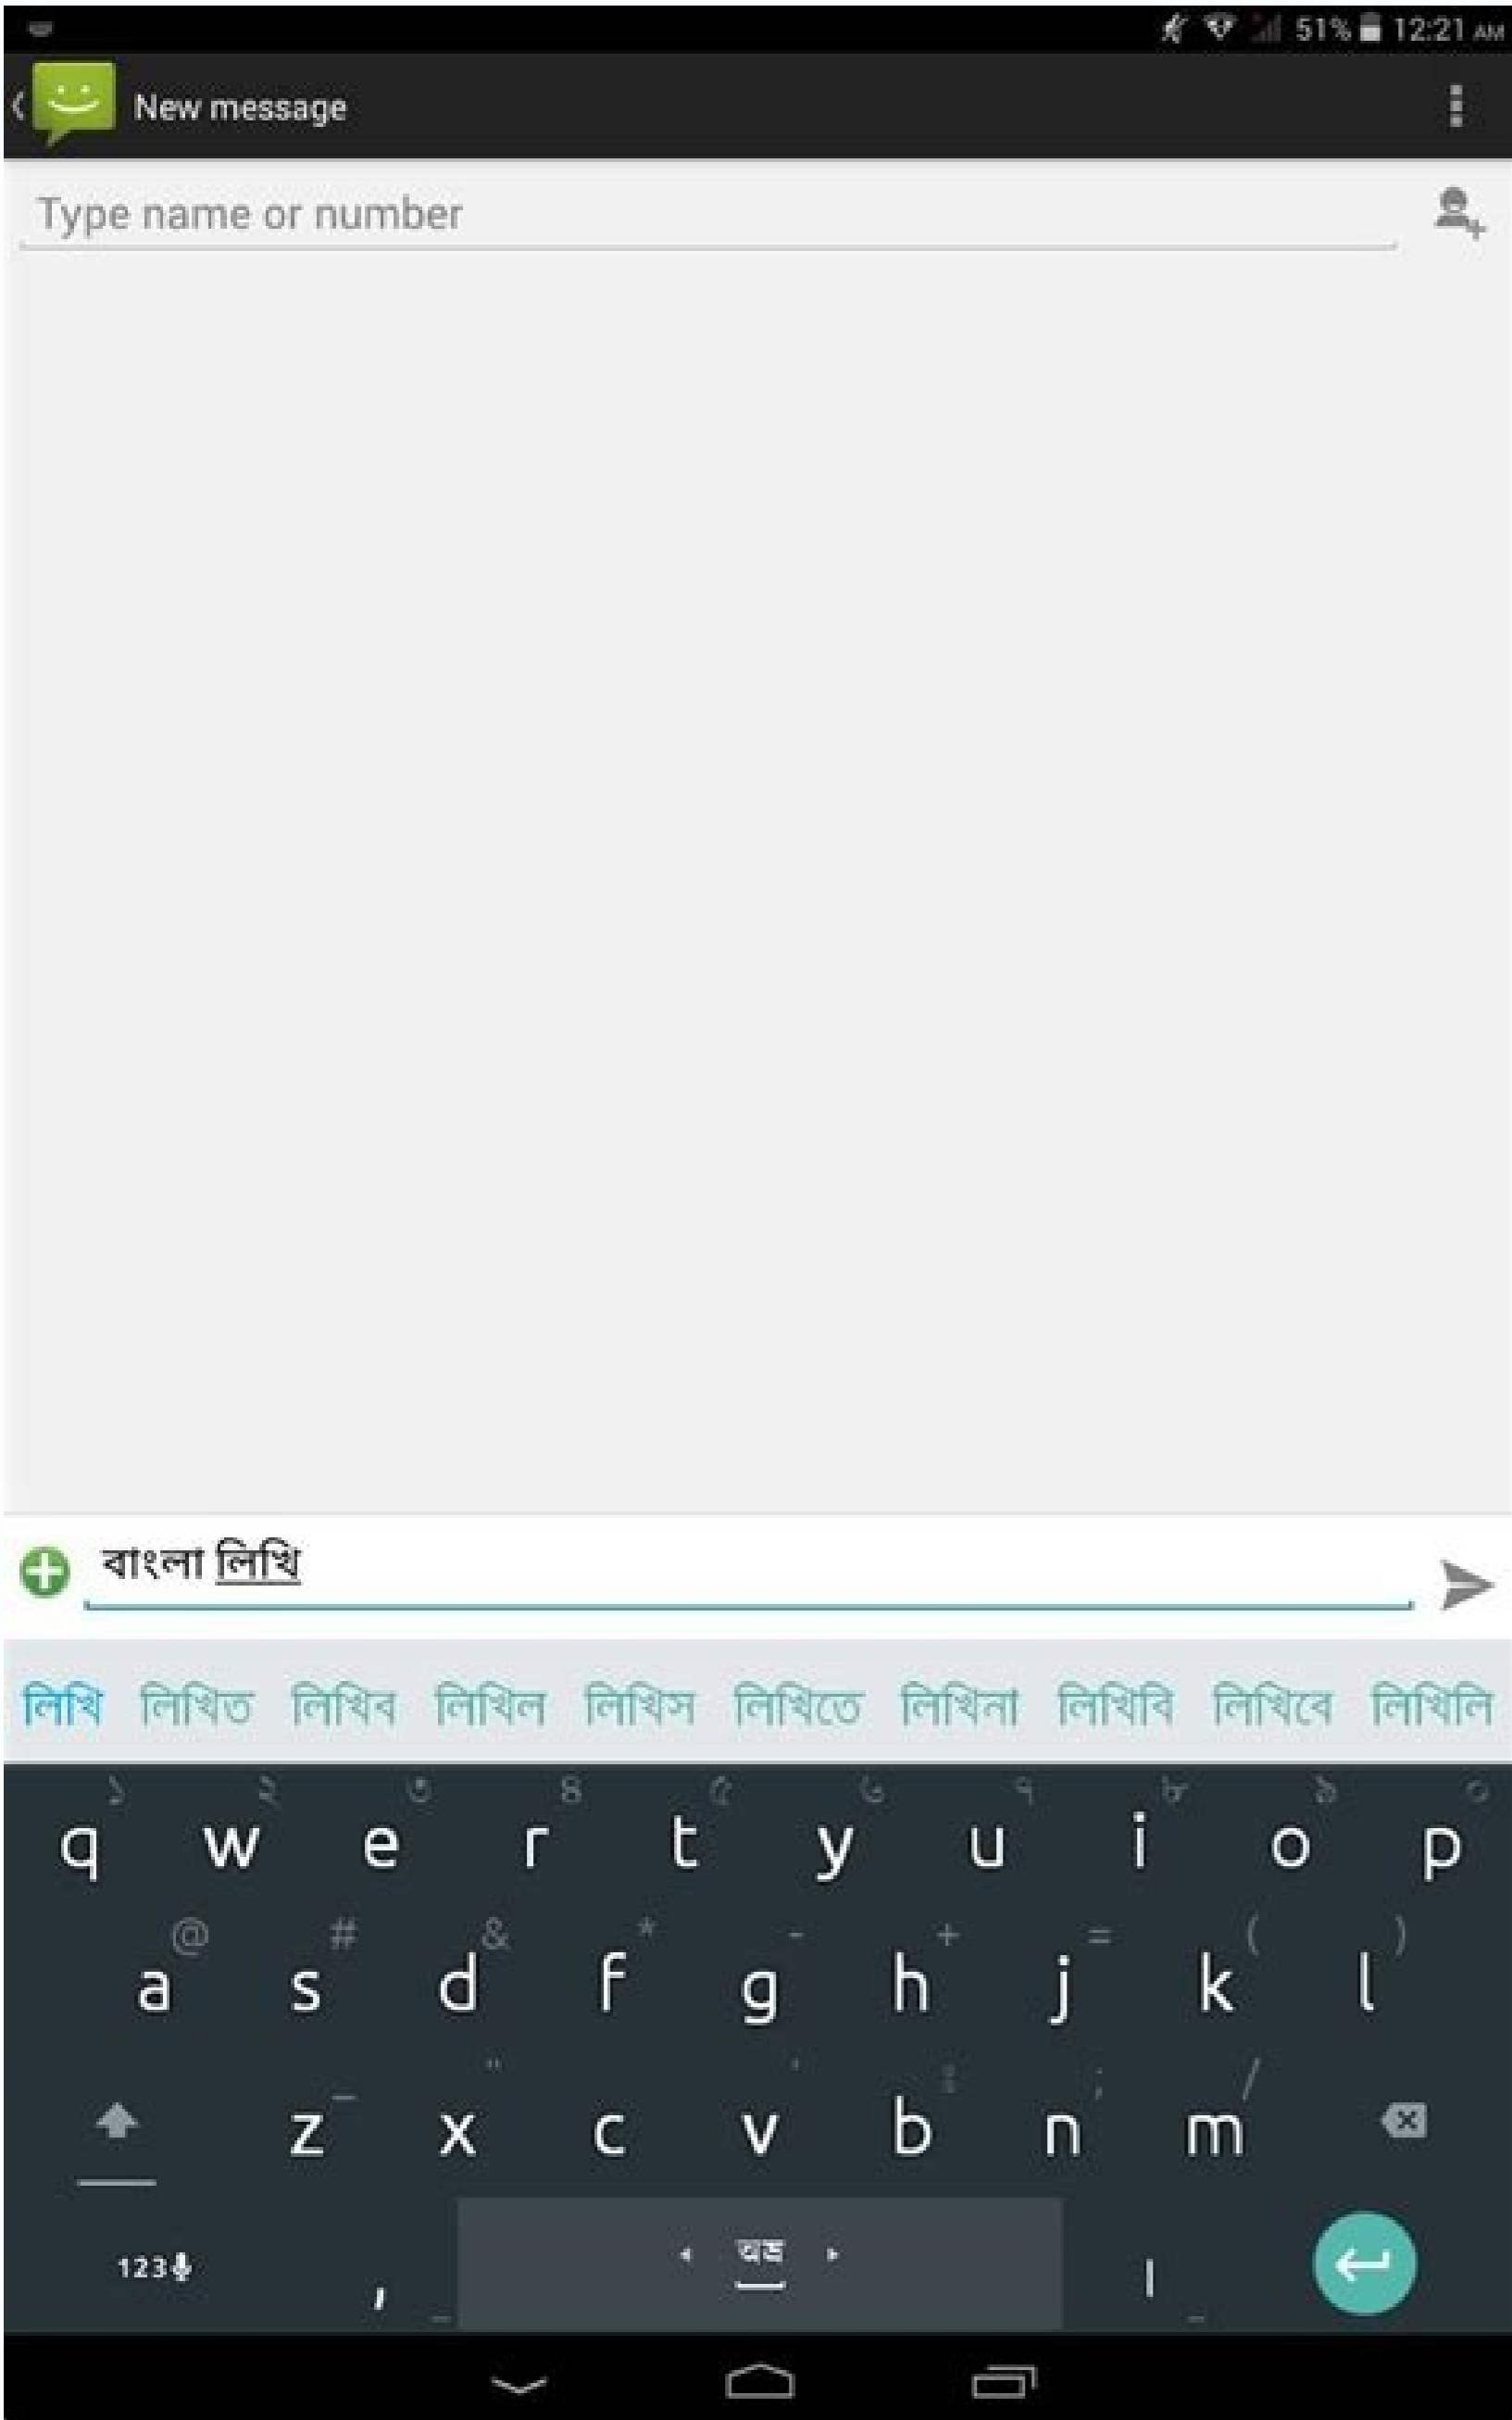 51% 12:21 AM
New message
Type name or number
বাংলা লিখি
লিখি লিখিত লিখিব লিখিল লিখিস লিখিতে লিখিনা লিখিবি লিখিবে লিখিলি
১ ২ ৩ ৪ ৫ ৬ ৭ ৮ ৯ ০
q w e r t y u i o p
@ # & * - + = ( )
a s d f g h j k l
_ " ' : ; /
z x c v b n m
123 , অজ ।